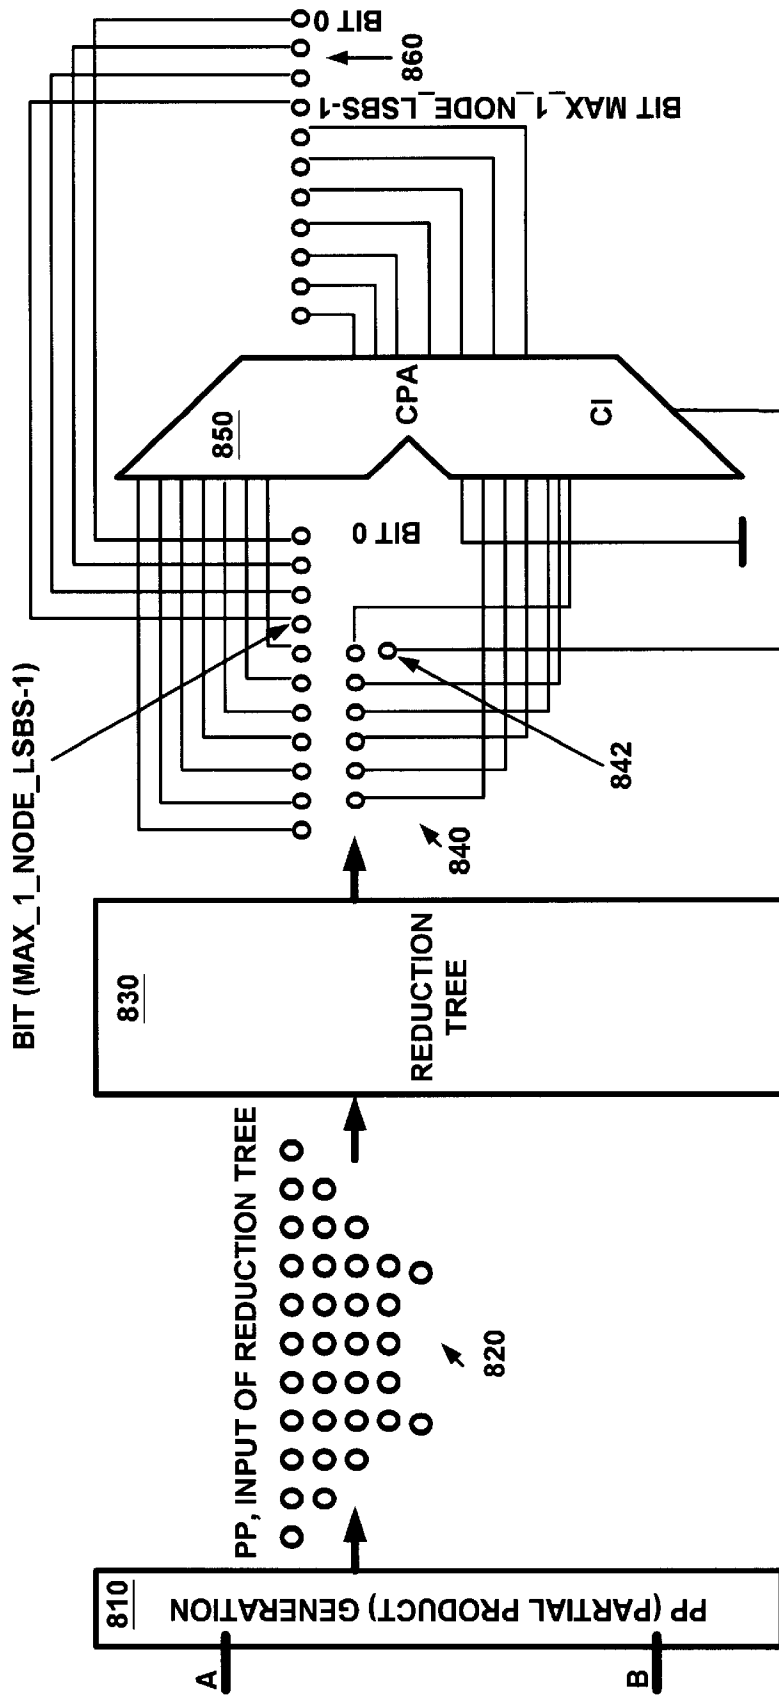 A
B
810
PP (PARTIAL PRODUCT) GENERATION
PP, INPUT OF REDUCTION TREE
820
830
REDUCTION
TREE
BIT (MAX_1_NODE_LSBS-1)
840
842
BIT 0
850
CPA
CI
BIT 0
860
BIT MAX_1_NODE_LSBS-1